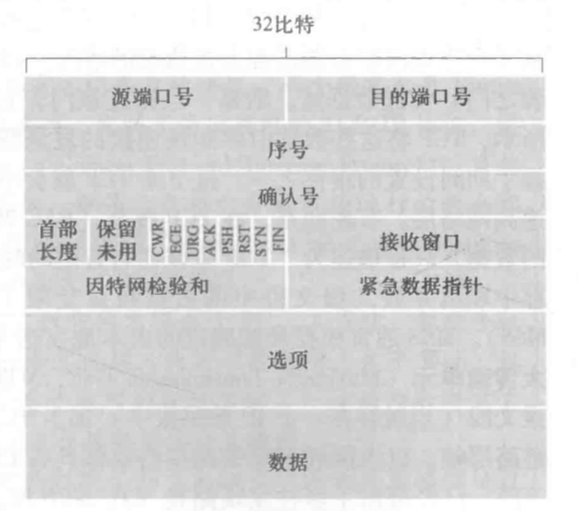 32比特
源端口号 目的端口号
序号
确认号
首部 保留
长度 未用 CWR ECE URG ACK PSH RST SYN FIN 接收窗口
因特网检验和 紧急数据指针
选项
数据